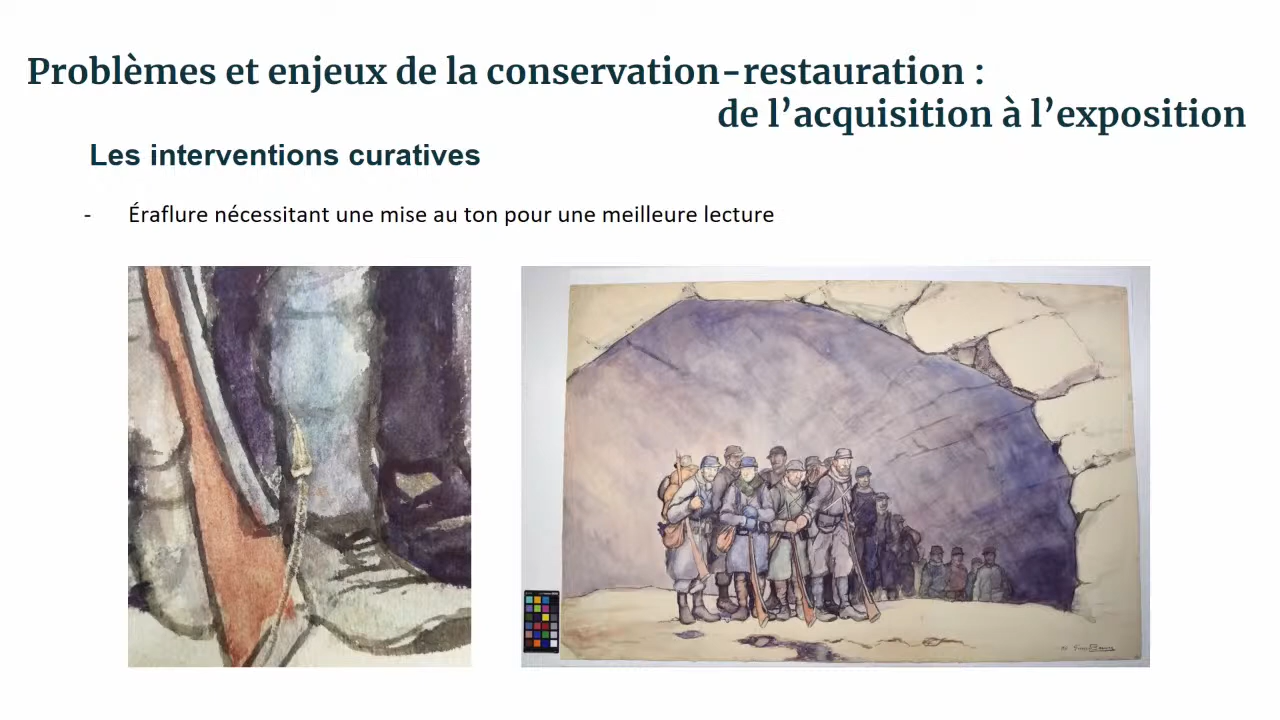 Problèmes et enjeux de la conservation-restauration :
de l’acquisition à l’exposition
Les interventions curatives
- Éraflure nécessitant une mise au ton pour une meilleure lecture